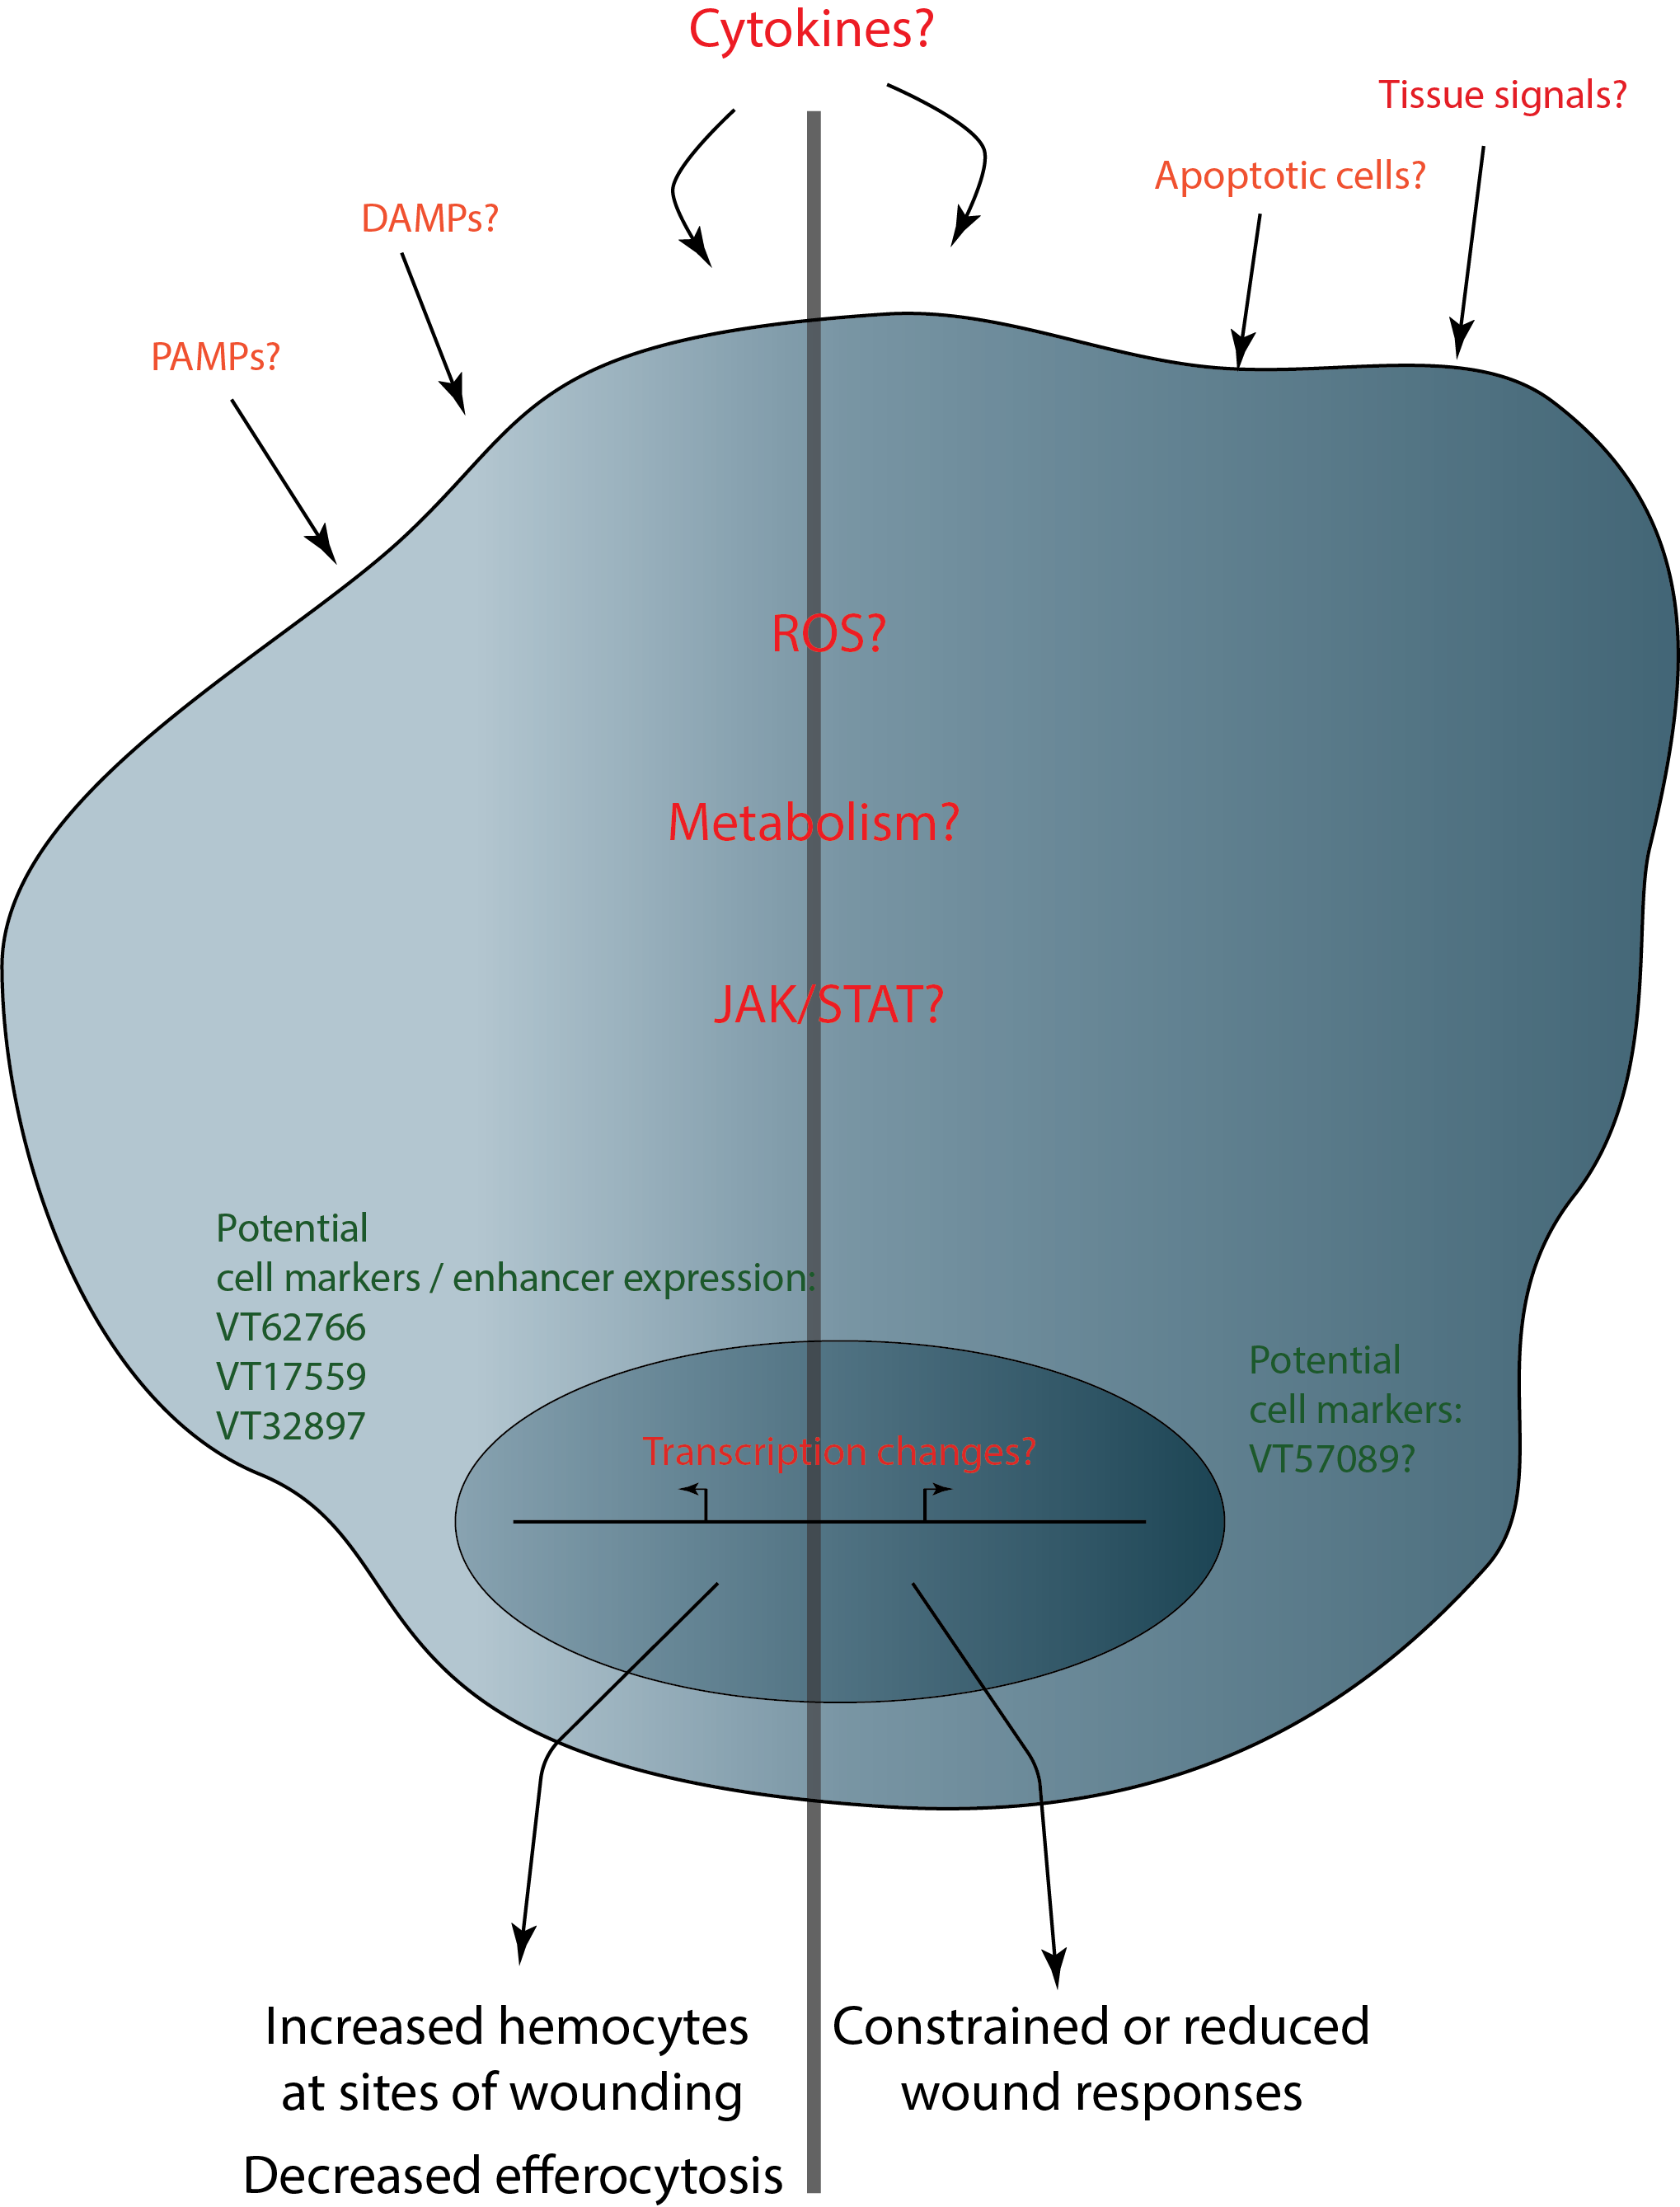 Cytokines?
Tissue signals?
Apoptotic cells?
DAMPs?
PAMPs?
ROS?
Metabolism?
JAK/STAT?
Potential
cell markers / enhancer expression:
VT62766
VT17559
VT32897
Potential
cell markers:
VT57089?
Transcription changes?
Increased hemocytes
at sites of wounding
Decreased efferocytosis
Constrained or reduced
wound responses